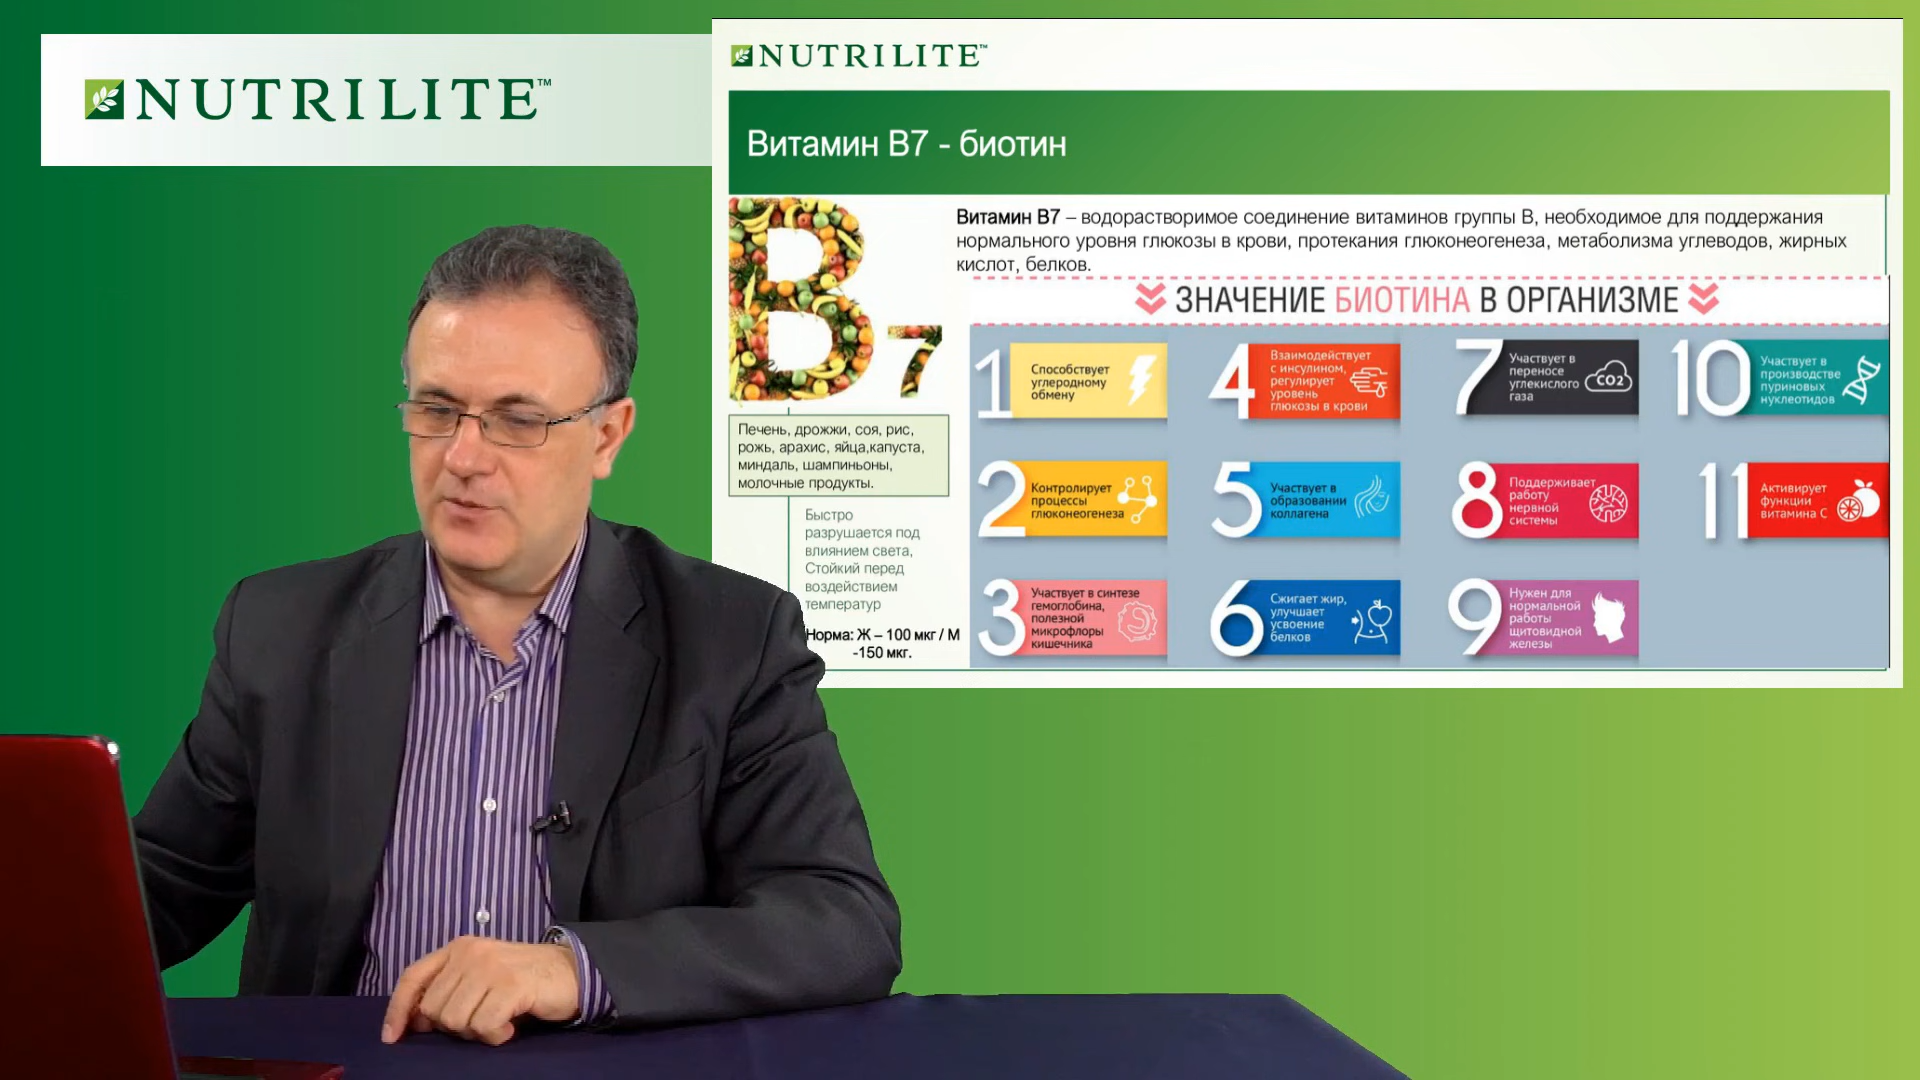 NUTRILITE™
NUTRILITE™
Витамин В7 - биотин
B7
Витамин В7 – водорастворимое соединение витаминов группы В, необходимое для поддержания
нормального уровня глюкозы в крови, протекания глюконеогенеза, метаболизма углеводов, жирных
кислот, белков.
Печень, дрожжи, соя, рис,
рожь, арахис, яйца,капуста,
миндаль, шампиньоны,
молочные продукты.
Быстро
разрушается под
влиянием света,
Стойкий перед
воздействием
температур
Норма: Ж – 100 мкг / М
-150 мкг.
ЗНАЧЕНИЕ БИОТИНА В ОРГАНИЗМЕ
1
Способствует
углеродному
обмену
2
Контролирует
процессы
глюконеогенеза
3
Участвует в синтезе
гемоглобина,
полезной
микрофлоры
кишечника
4
Взаимодействует
с инсулином,
регулирует
уровень
глюкозы в крови
5
Участвует в
образовании
коллагена
6
Сжигает жир,
улучшает
усвоение
белков
7
Участвует в
переносе
углекислого
газа
CO2
8
Поддерживает
работу
нервной
системы
9
Нужен для
нормальной
работы
щитовидной
железы
10
Участвует в
производстве
пуриновых
нуклеотидов
11
Активирует
функции
витамина С